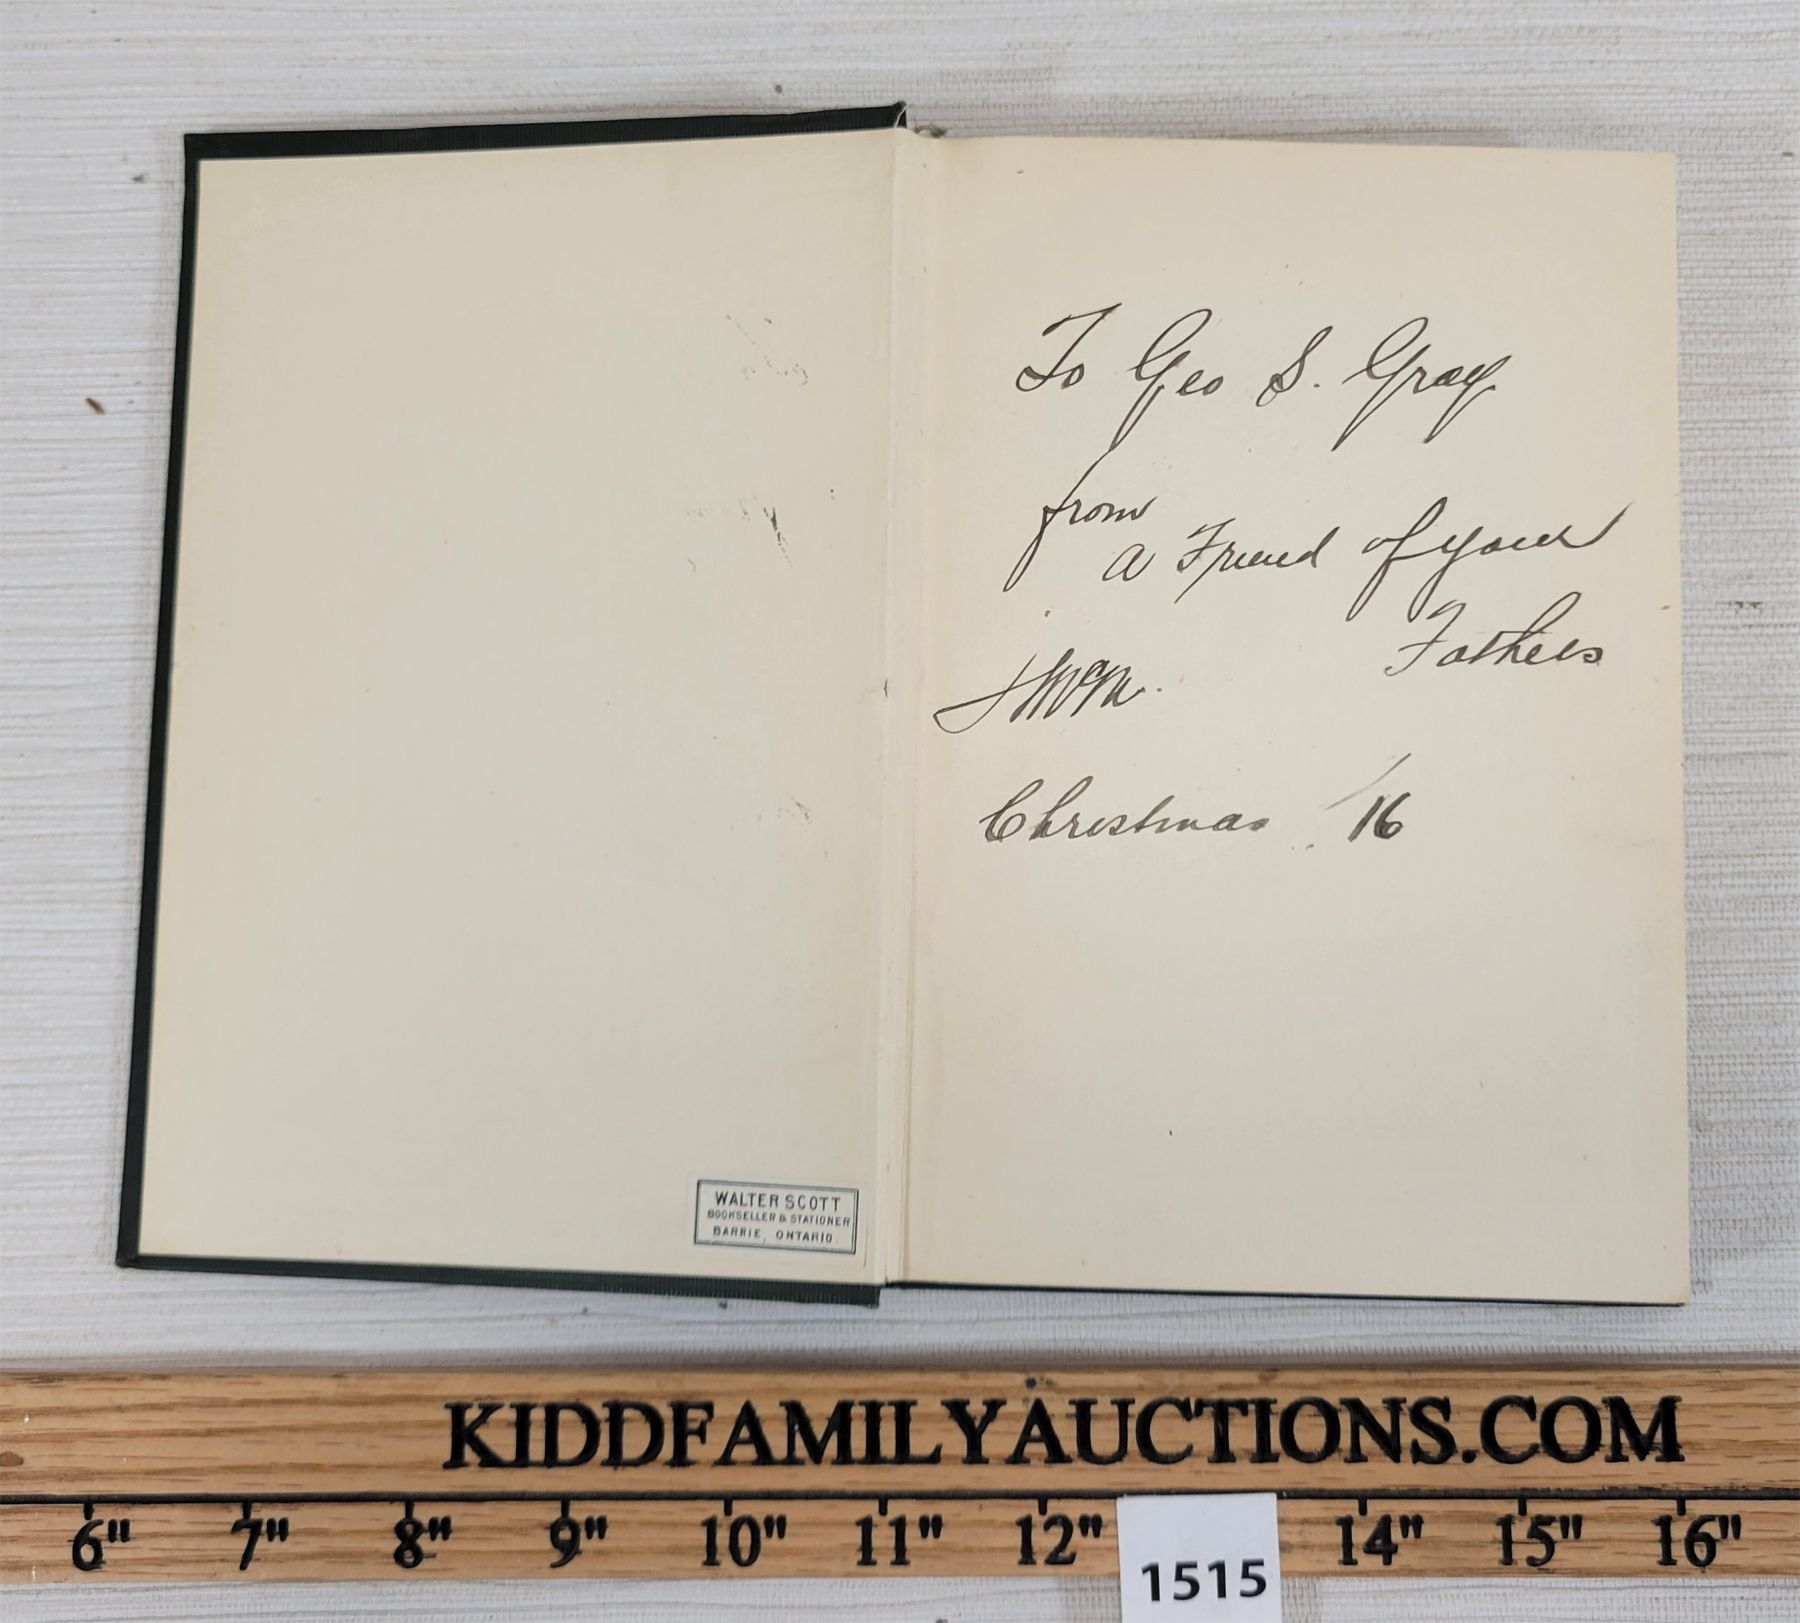 To Geo S. Gray
from
a Friend of your
Fathers
Christmas /16
WALTER SCOTT
BOOKSELLER & STATIONER
BARRIE, ONTARIO.
KIDDFAMILYAUCTIONS.COM
6" 7" 8" 9" 10" 11" 12" 14" 15" 16"
1515